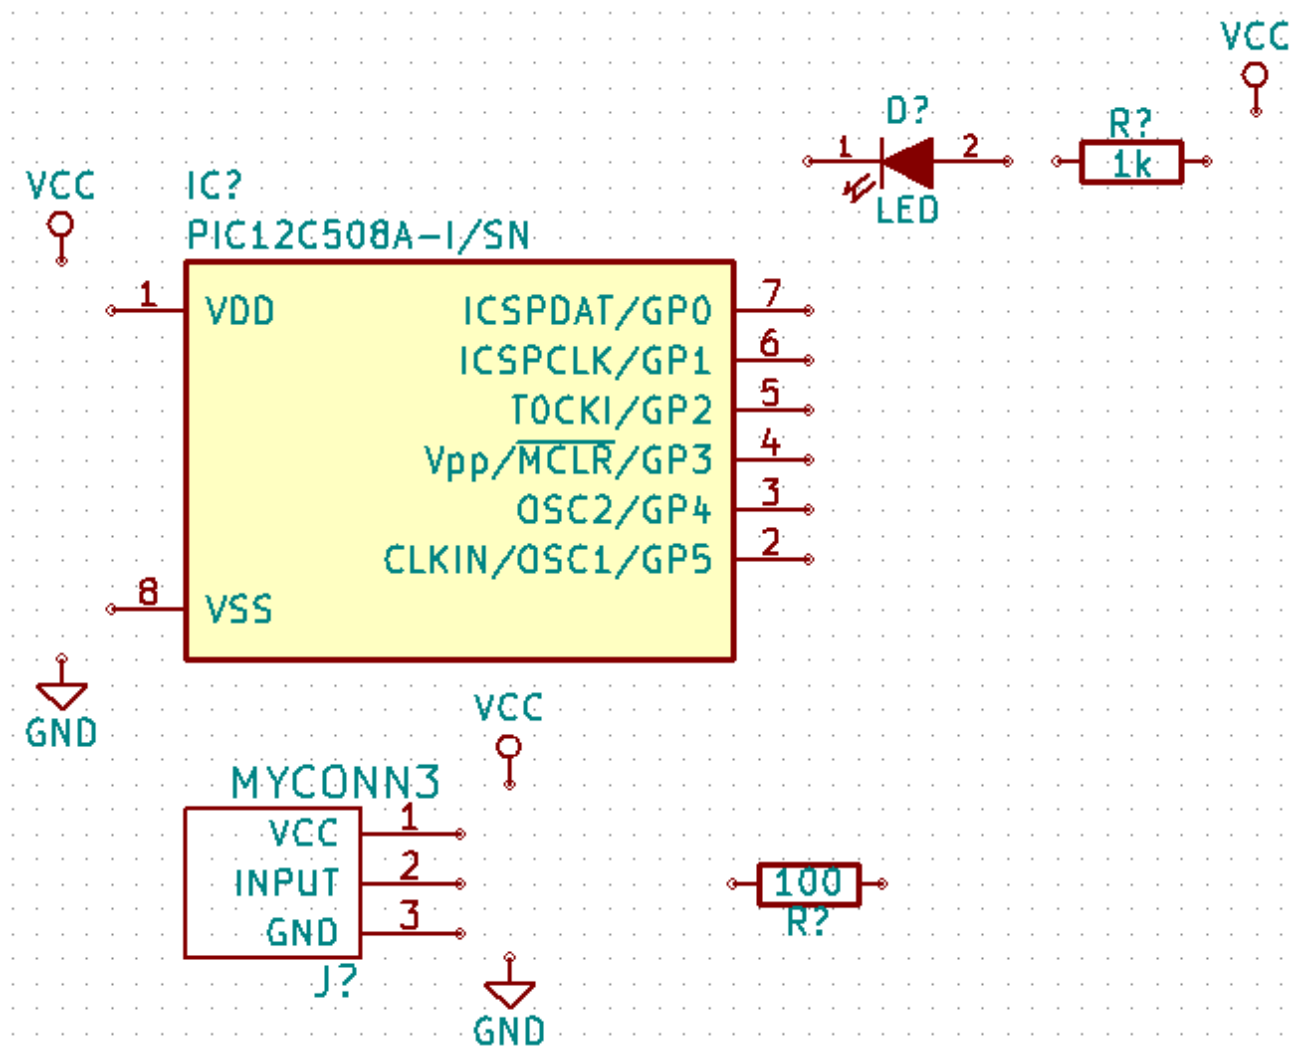 VCC
D?
1 2
LED
R?
1k
VCC
IC?
PIC12C508A-I/SN
1 VDD
ICSPDAT/GP0 7
ICSPCLK/GP1 6
T0CKI/GP2 5
Vpp/MCLR/GP3 4
OSC2/GP4 3
CLKIN/OSC1/GP5 2
8 VSS
GND
VCC
MYCONN3
VCC 1
INPUT 2
GND 3
J?
100
R?
GND